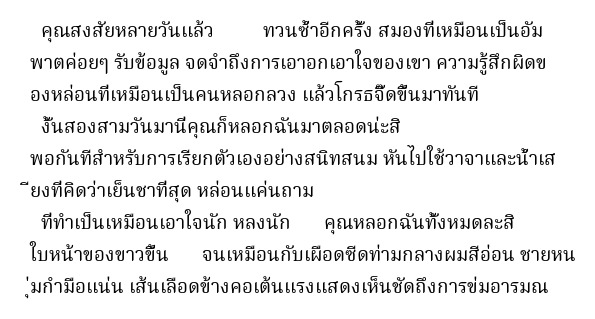 คุณสงสัยหลายวันแล้ว ทวนซ้ำอีกครั้ง สมองที่เหมือนเป็นอัม
พาตค่อยๆ รับข้อมูล จดจำถึงการเอาอกเอาใจของเขา ความรู้สึกผิดข
องหล่อนที่เหมือนเป็นคนหลอกลวง แล้วโกรธจี๊ดขึ้นมาทันที
งั้นสองสามวันมานี่คุณก็หลอกฉันมาตลอดน่ะสิ
พอกันทีสำหรับการเรียกตัวเองอย่างสนิทสนม หันไปใช้วาจาและน้ำเส
ียงที่คิดว่าเย็นชาที่สุด หล่อนแค่นถาม
ที่ทำเป็นเหมือนเอาใจนัก หลงนัก คุณหลอกฉันทั้งหมดละสิ
ใบหน้าของขาวขึ้น จนเหมือนกับเผือดซีดท่ามกลางผมสีอ่อน ชายหน
ุ่มกำมือแน่น เส้นเลือดข้างคอเต้นแรงแสดงเห็นชัดถึงการข่มอารมณ